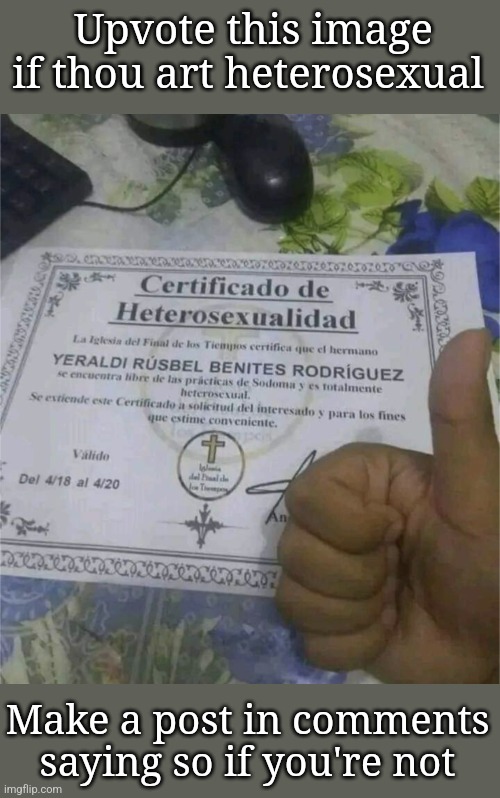 Upvote this image
if thou art heterosexual
Certificado de
Heterosexualidad
La Iglesia del Final de los Tiempos certifica que el hermano
YERALDI RÚSBEL BENITES RODRÍGUEZ
se encuentra libre de las prácticas de Sodoma y es totalmente
heterosexual.
Se extiende este Certificado a solicitud del interesado y para los fines
que estime conveniente.
Válido
Del 4/18 al 4/20
Iglesia
del Final de
los Tiempos
An
Make a post in comments
saying so if you're not
imgflip.com